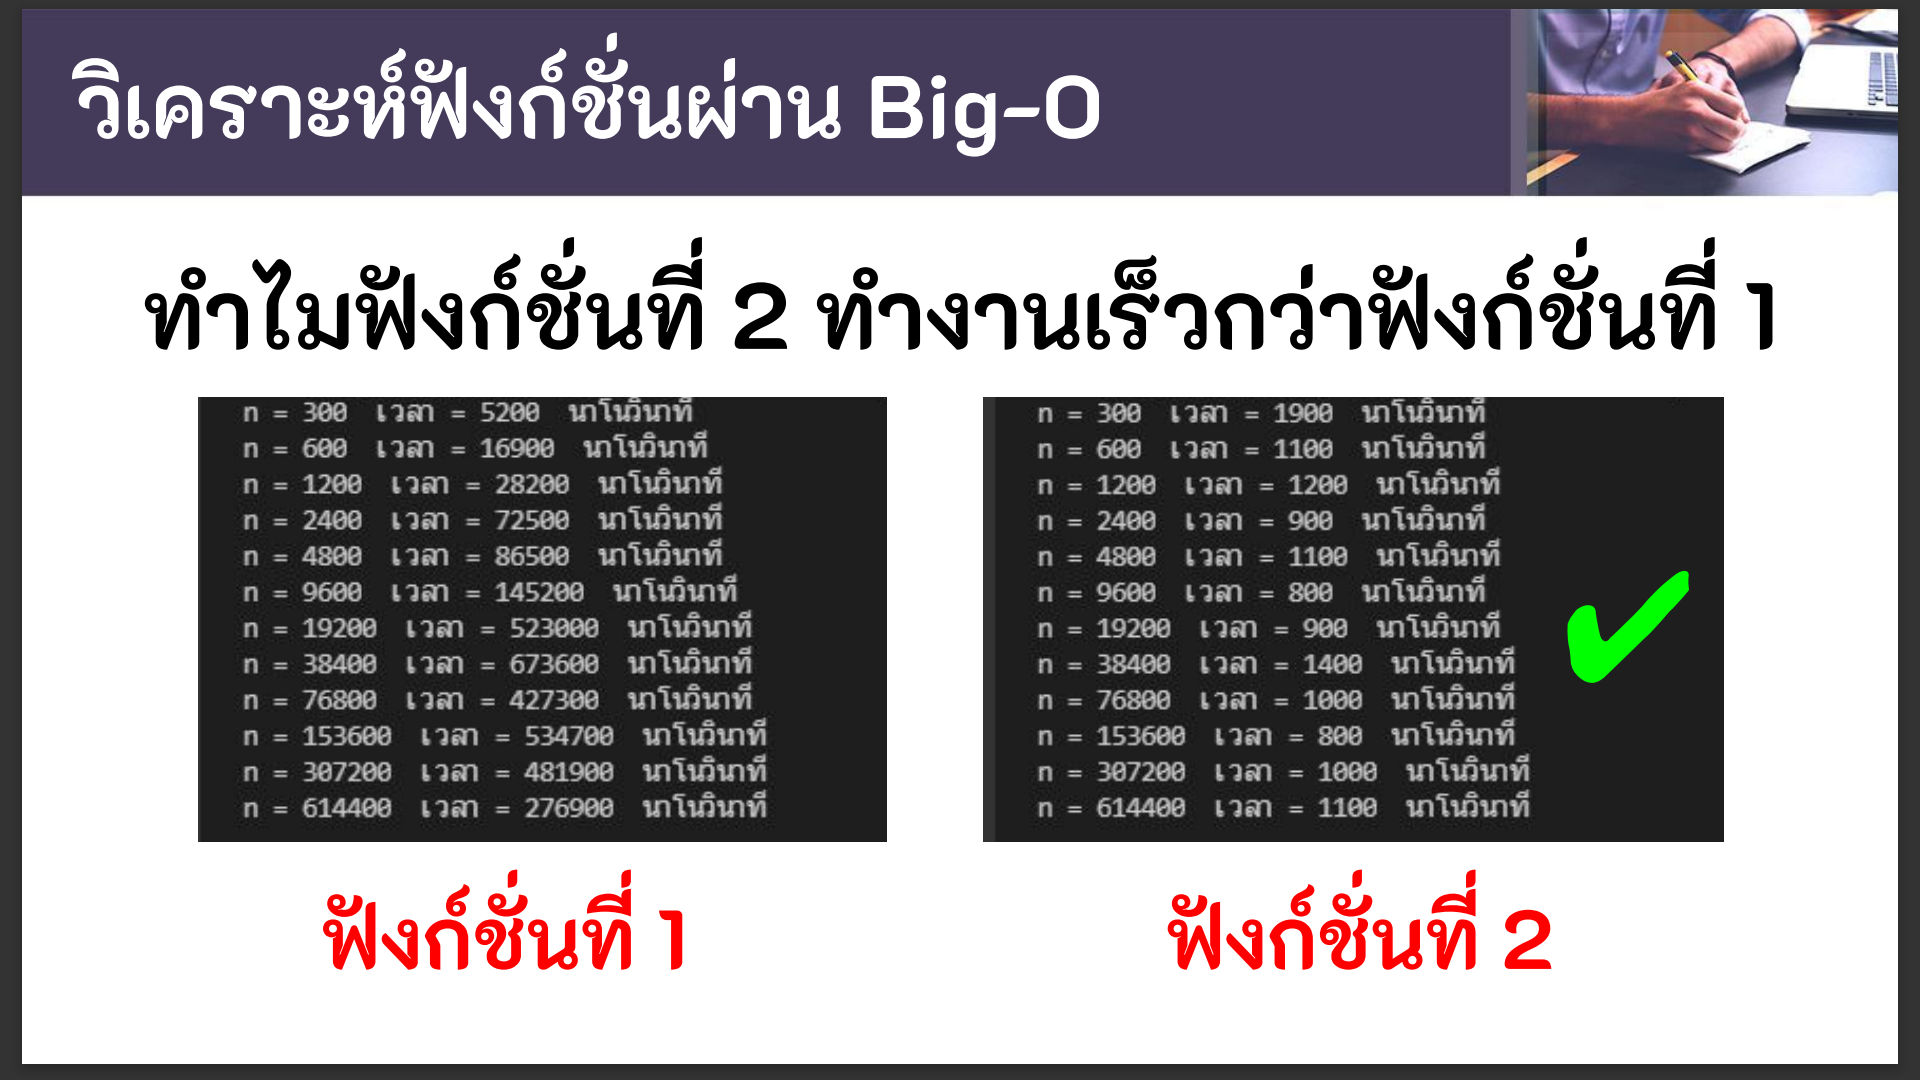 วิเคราะห์ฟังก์ชั่นผ่าน Big-O
ทำไมฟังก์ชั่นที่ 2 ทำงานเร็วกว่าฟังก์ชั่นที่ 1
n = 300 เวลา = 5200 นาโนวินาที
n = 600 เวลา = 16900 นาโนวินาที
n = 1200 เวลา = 28200 นาโนวินาที
n = 2400 เวลา = 72500 นาโนวินาที
n = 4800 เวลา = 86500 นาโนวินาที
n = 9600 เวลา = 145200 นาโนวินาที
n = 19200 เวลา = 523000 นาโนวินาที
n = 38400 เวลา = 673600 นาโนวินาที
n = 76800 เวลา = 427300 นาโนวินาที
n = 153600 เวลา = 534700 นาโนวินาที
n = 307200 เวลา = 481900 นาโนวินาที
n = 614400 เวลา = 276900 นาโนวินาที
ฟังก์ชั่นที่ 1
n = 300 เวลา = 1900 นาโนวินาที
n = 600 เวลา = 1100 นาโนวินาที
n = 1200 เวลา = 1200 นาโนวินาที
n = 2400 เวลา = 900 นาโนวินาที
n = 4800 เวลา = 1100 นาโนวินาที
n = 9600 เวลา = 800 นาโนวินาที
n = 19200 เวลา = 900 นาโนวินาที
n = 38400 เวลา = 1400 นาโนวินาที
n = 76800 เวลา = 1000 นาโนวินาที
n = 153600 เวลา = 800 นาโนวินาที
n = 307200 เวลา = 1000 นาโนวินาที
n = 614400 เวลา = 1100 นาโนวินาที
ฟังก์ชั่นที่ 2